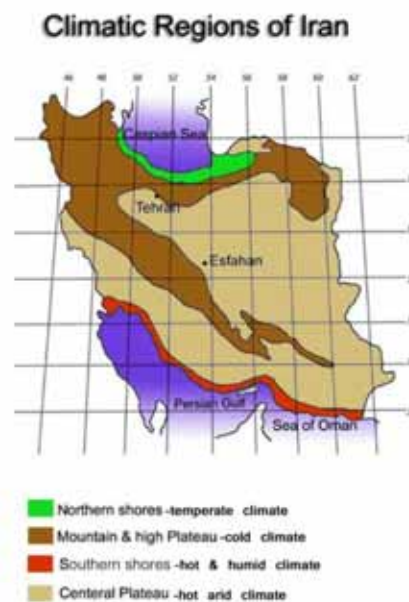 Climatic Regions of Iran
46 48 50 52 54 56 58 60 62
Caspian Sea
Tehran
Esfahan
Persian Gulf
Sea of Oman
Northern shores -temperate climate
Mountain & high Plateau -cold climate
Southern shores -hot & humid climate
Centeral Plateau -hot arid climate